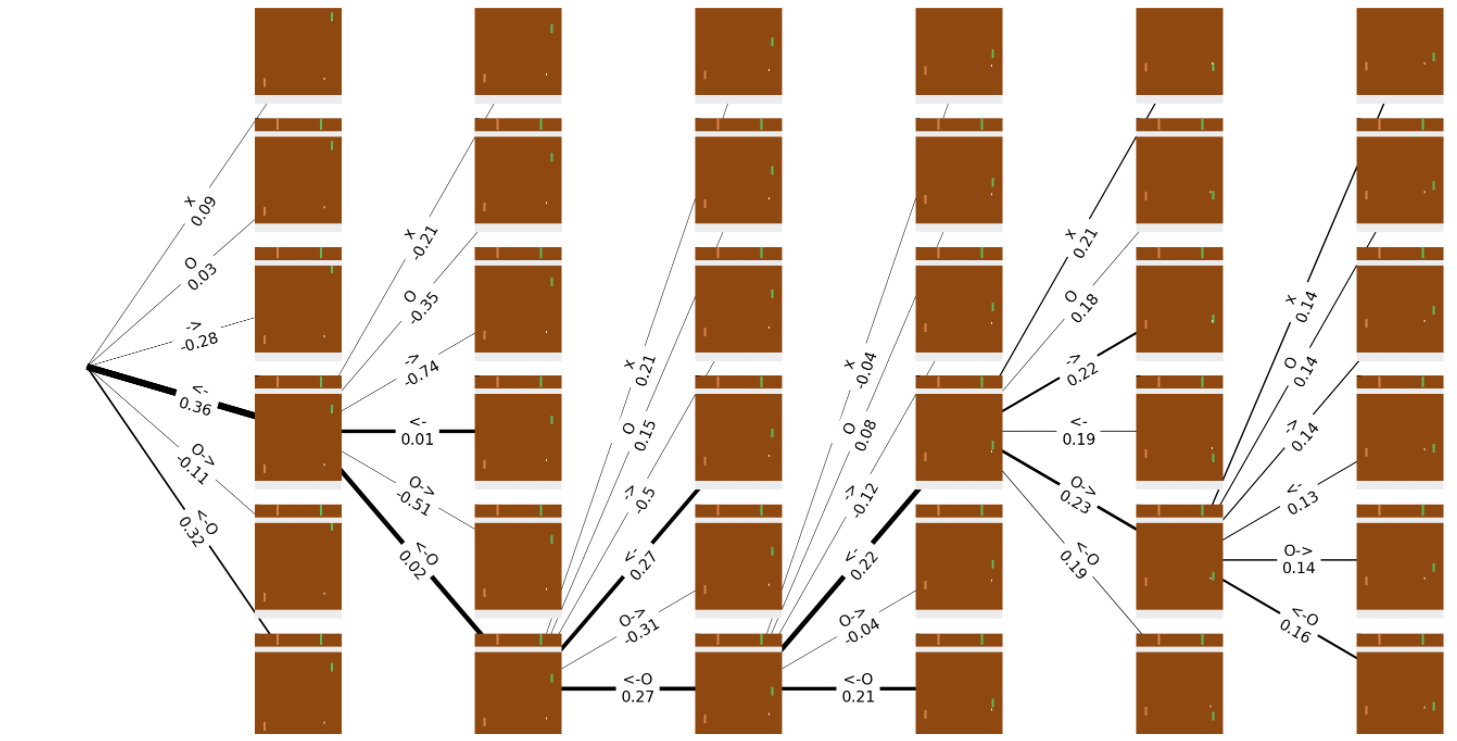 x
0.09
O
0.03
->
-0.28
<-
0.36
O->
-0.11
<-O
0.32
x
-0.21
O
-0.35
->
-0.74
<-
0.01
O->
-0.51
<-O
0.02
x
0.21
O
0.15
->
-0.5
<-
0.27
O->
-0.31
<-O
0.27
x
-0.04
O
0.08
->
-0.12
<-
0.22
O->
-0.04
<-O
0.21
x
0.21
O
0.18
->
0.22
<-
0.19
O->
0.23
<-O
0.19
x
0.14
O
0.14
->
0.14
<-
0.13
O->
0.14
<-O
0.16